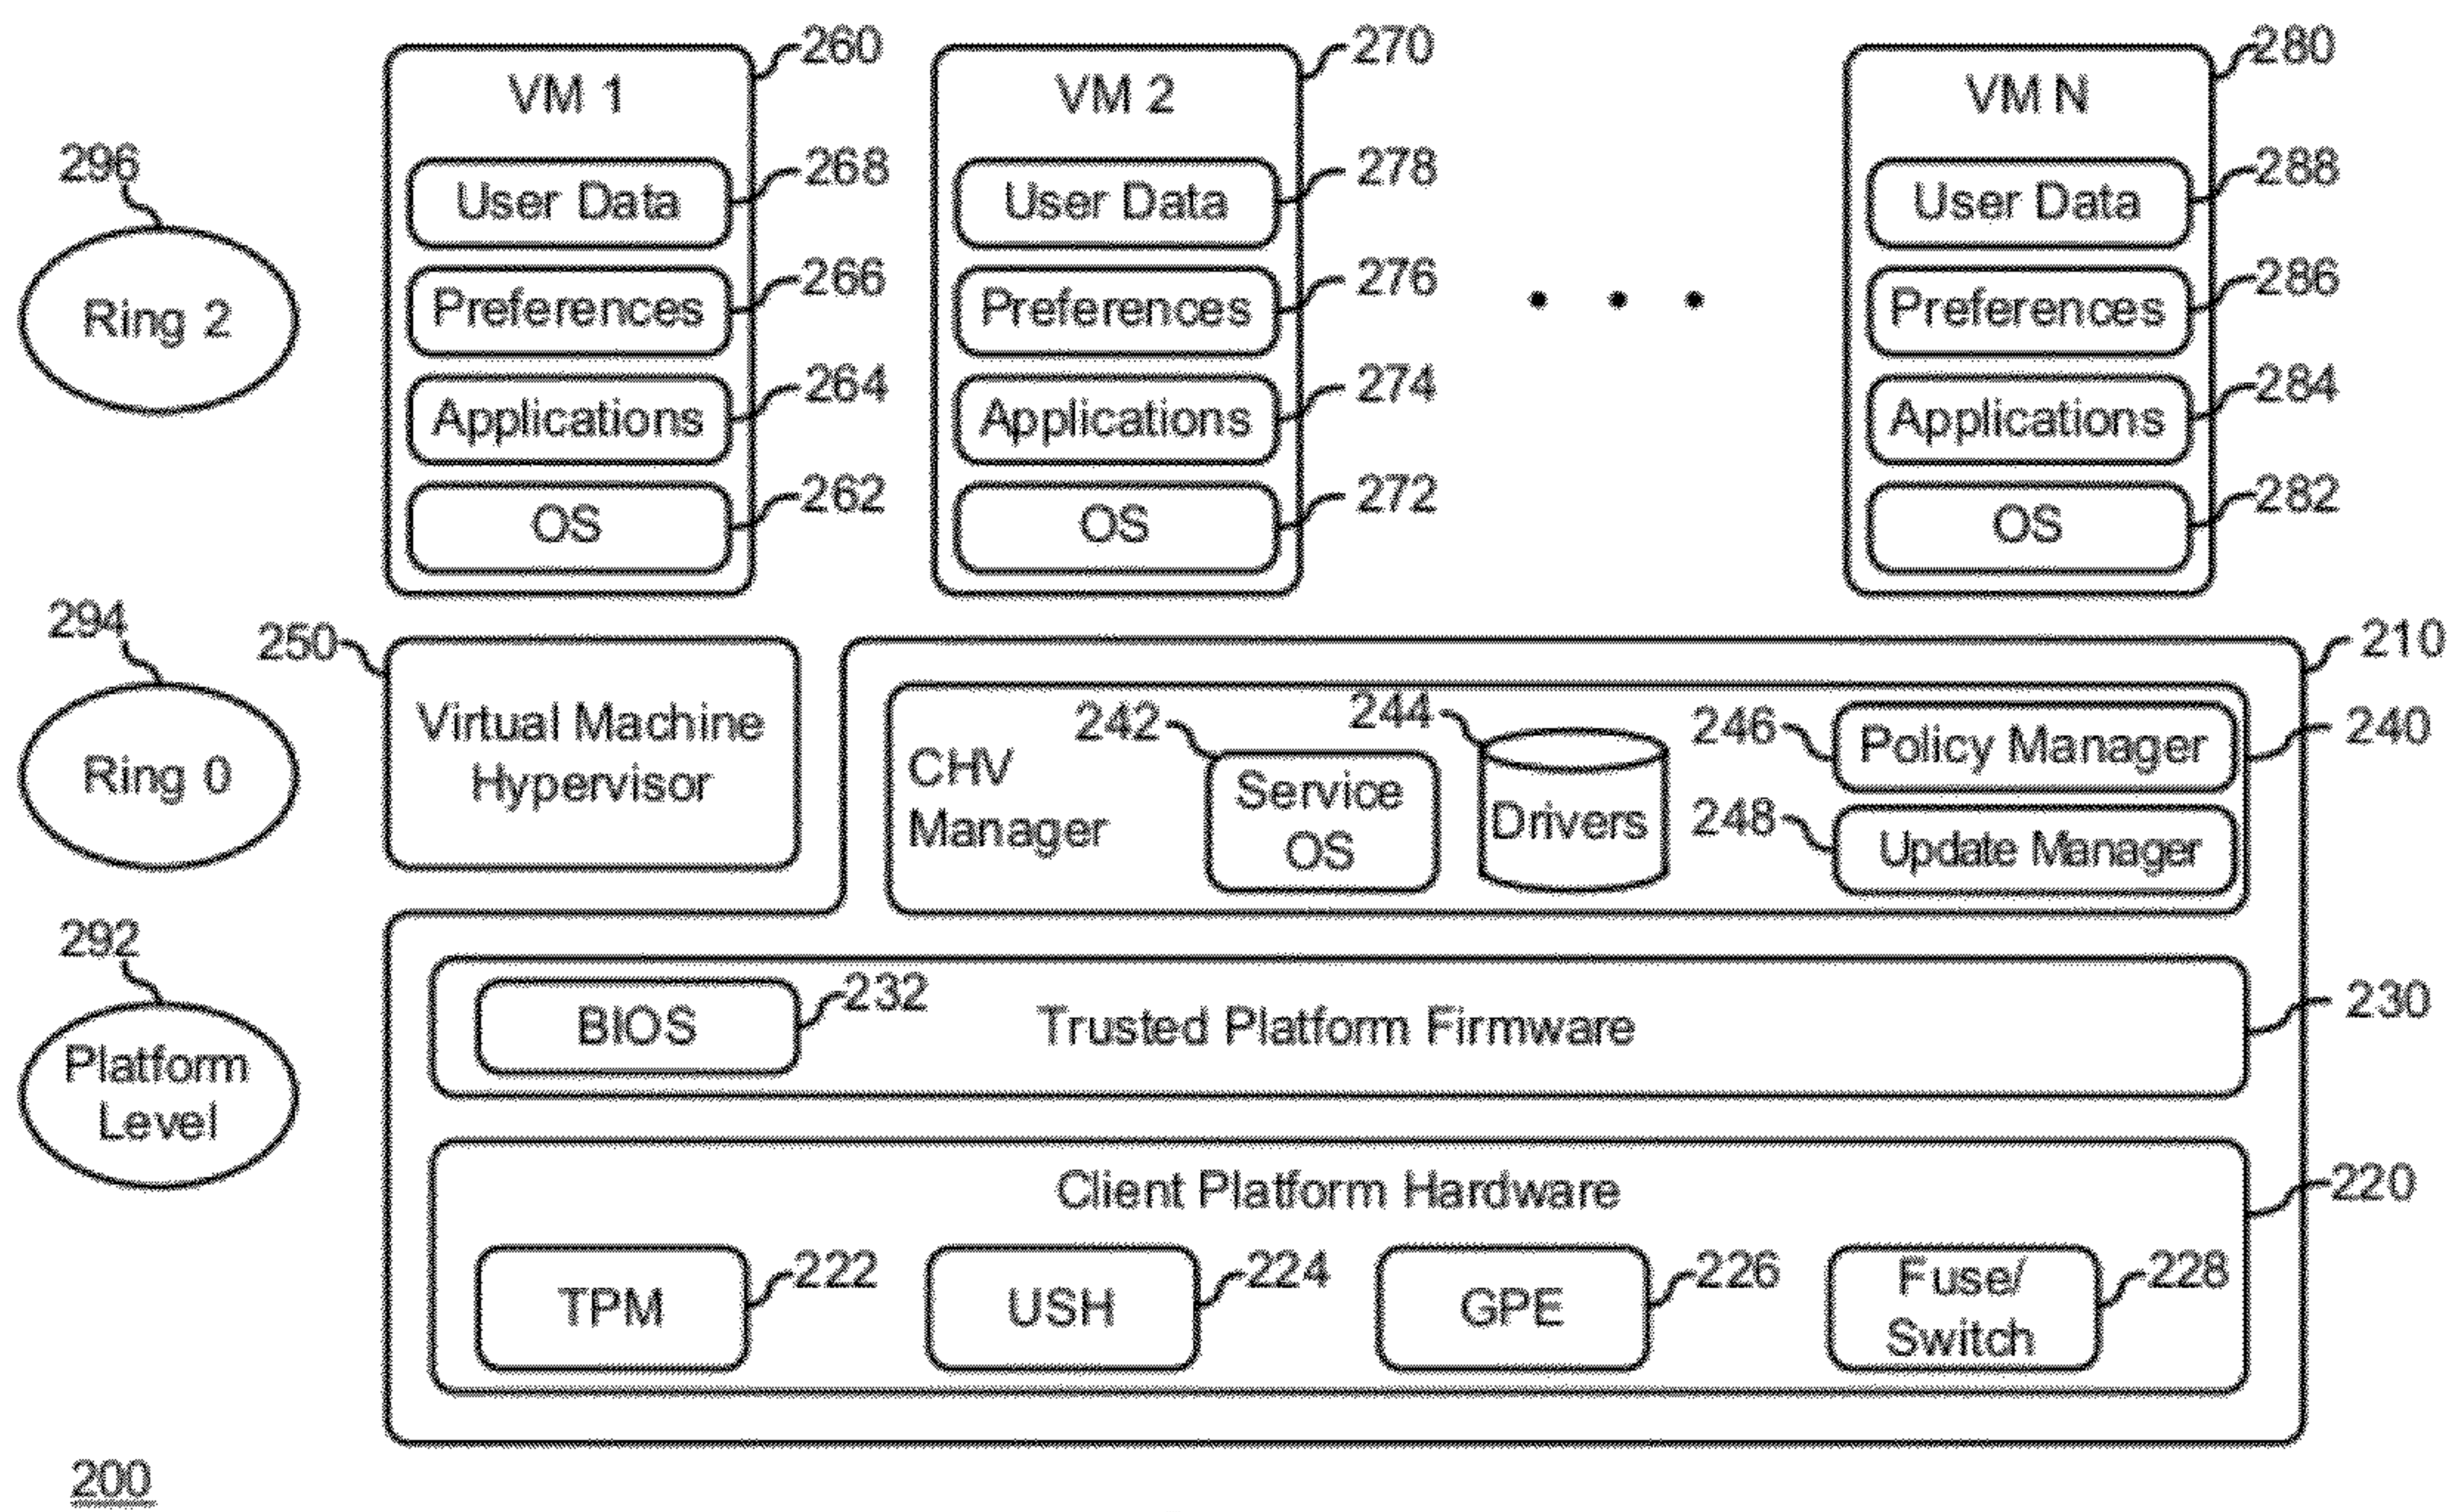 260
270
280
VM 1
VM 2
VM N
296
268
278
288
User Data
User Data
User Data
266
276
286
Ring 2
Preferences
Preferences
Preferences
264
274
284
Applications
Applications
Applications
262
272
282
OS
OS
OS
294
250
210
Ring 0
Virtual Machine
Hypervisor
CHV
Manager
242
Service
OS
244
Drivers
246
Policy Manager
240
248
Update Manager
292
Platform
Level
BIOS
232
Trusted Platform Firmware
230
Client Platform Hardware
220
TPM
222
USH
224
GPE
226
Fuse/
Switch
228
200